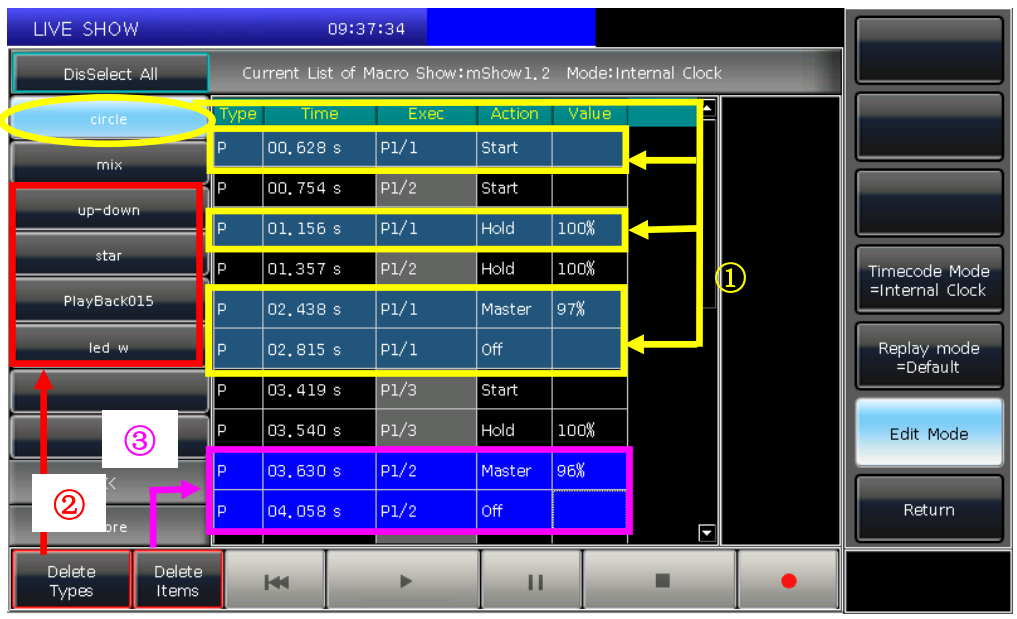 LIVE SHOW 09:37:34
DisSelect All
Current List of Macro Show:mShow1.2 Mode:Internal Clock
circle
mix
up-down
star
PlayBack015
led w
Type Time Exec Action Value
P 00.628 s P1/1 Start
P 00.754 s P1/2 Start
P 01.156 s P1/1 Hold 100%
P 01.357 s P1/2 Hold 100%
P 02.438 s P1/1 Master 97%
P 02.815 s P1/1 Off
P 03.419 s P1/3 Start
P 03.540 s P1/3 Hold 100%
P 03.630 s P1/2 Master 96%
P 04.058 s P1/2 Off
①
③
②
Delete
Types
Delete
Items
Timecode Mode
=Internal Clock
Replay mode
=Default
Edit Mode
Return